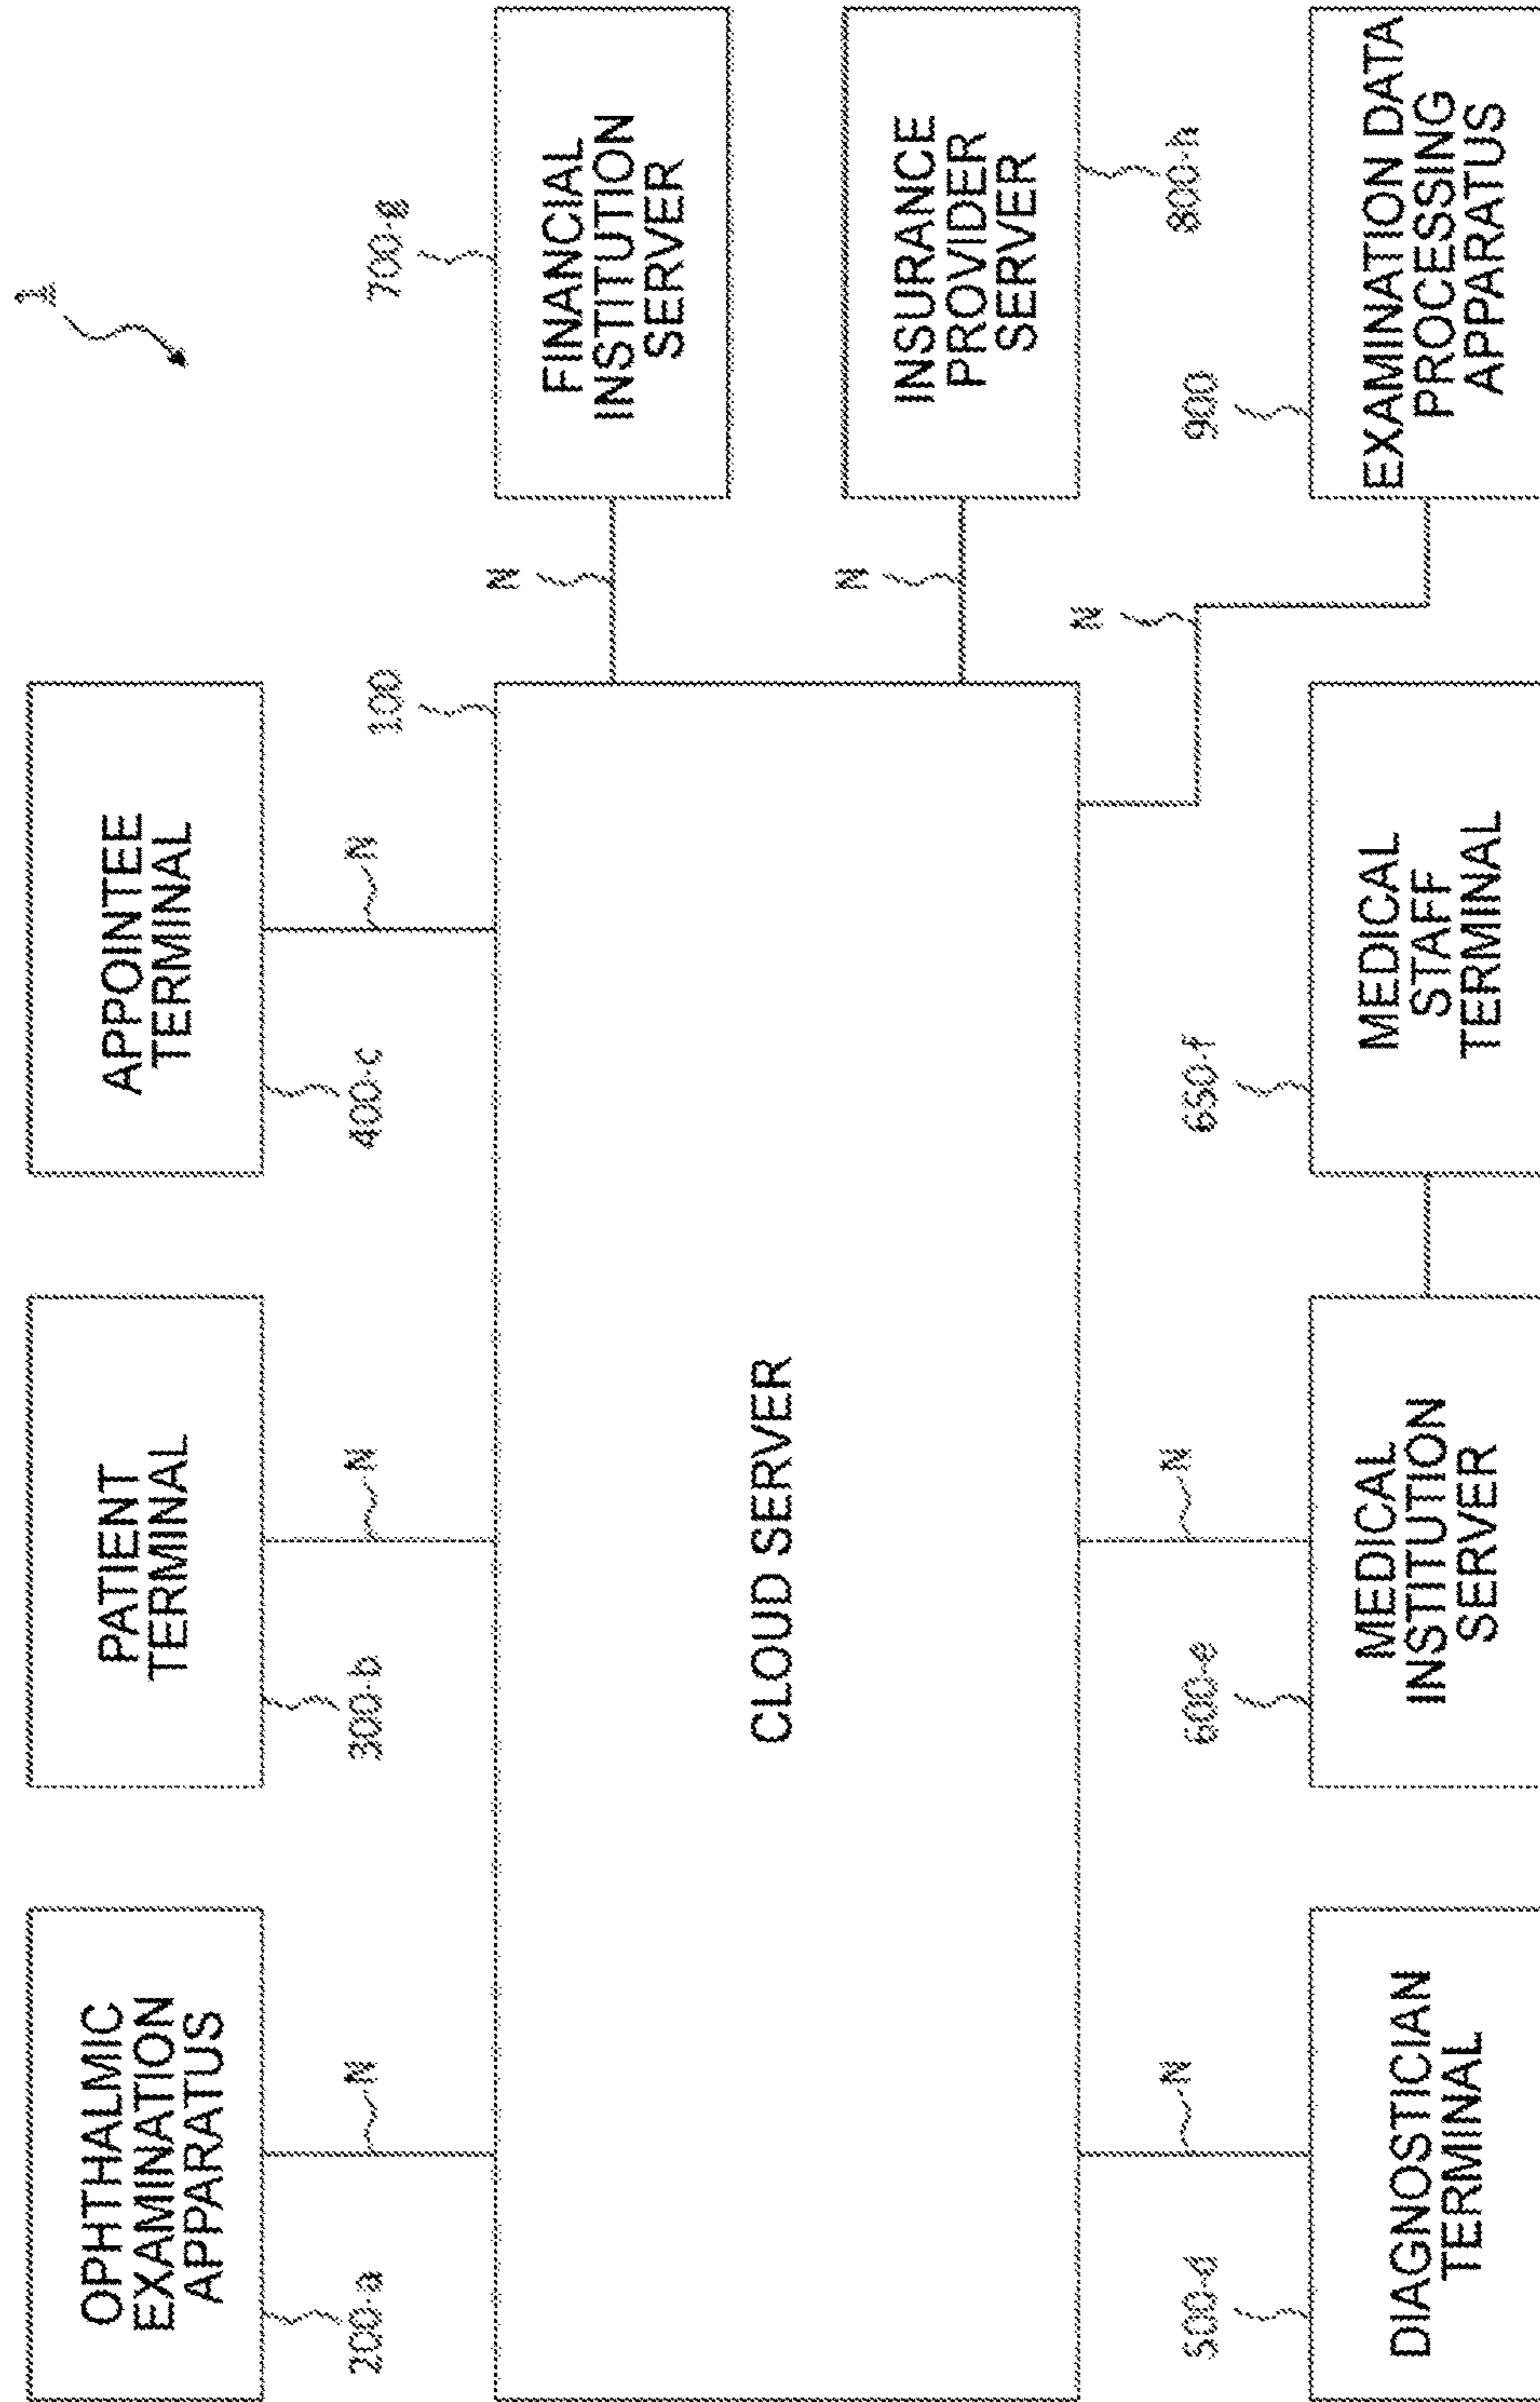 1
OPHTHALMIC
EXAMINATION
APPARATUS
PATIENT
TERMINAL
APPOINTEE
TERMINAL
200-a
N
300-b
N
400-c
N
100
700-g
CLOUD SERVER
N
FINANCIAL
INSTITUTION
SERVER
N
INSURANCE
PROVIDER
SERVER
800-h
500-d
N
600-e
N
650-f
N
900
DIAGNOSTICIAN
TERMINAL
MEDICAL
INSTITUTION
SERVER
MEDICAL
STAFF
TERMINAL
EXAMINATION DATA
PROCESSING
APPARATUS